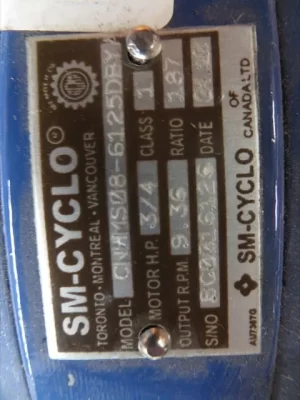 SM-CYCLO
TORONTO · MONTREAL · VANCOUVER
MODEL CNHMS08-6125DBY
MOTOR H.P. 3/4 CLASS 1
OUTPUT R.P.M 9.36 RATIO 187
S/NO DATE
SM-CYCLO
OF
CANADA LTD